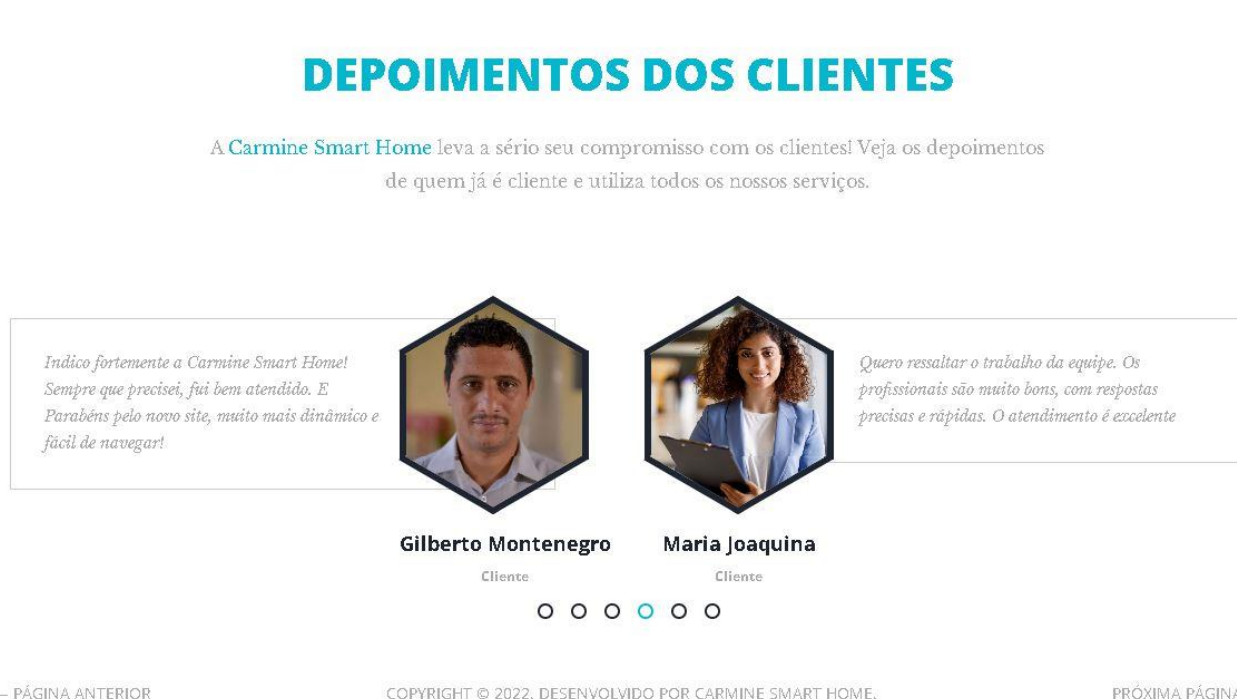 DEPOIMENTOS DOS CLIENTES
A Carmine Smart Home leva a sério seu compromisso com os clientes! Veja os depoimentos
de quem já é cliente e utiliza todos os nossos serviços.
Indico fortemente a Carmine Smart Home!
Sempre que precisei, fui bem atendido. E
Parabéns pelo novo site, muito mais dinâmico e
fácil de navegar!
Gilberto Montenegro
Cliente
Quero ressaltar o trabalho da equipe. Os
profissionais são muito bons, com respostas
precisas e rápidas. O atendimento é excelente
Maria Joaquina
Cliente
– PÁGINA ANTERIOR
COPYRIGHT © 2022. DESENVOLVIDO POR CARMINE SMART HOME.
PRÓXIMA PÁGINA